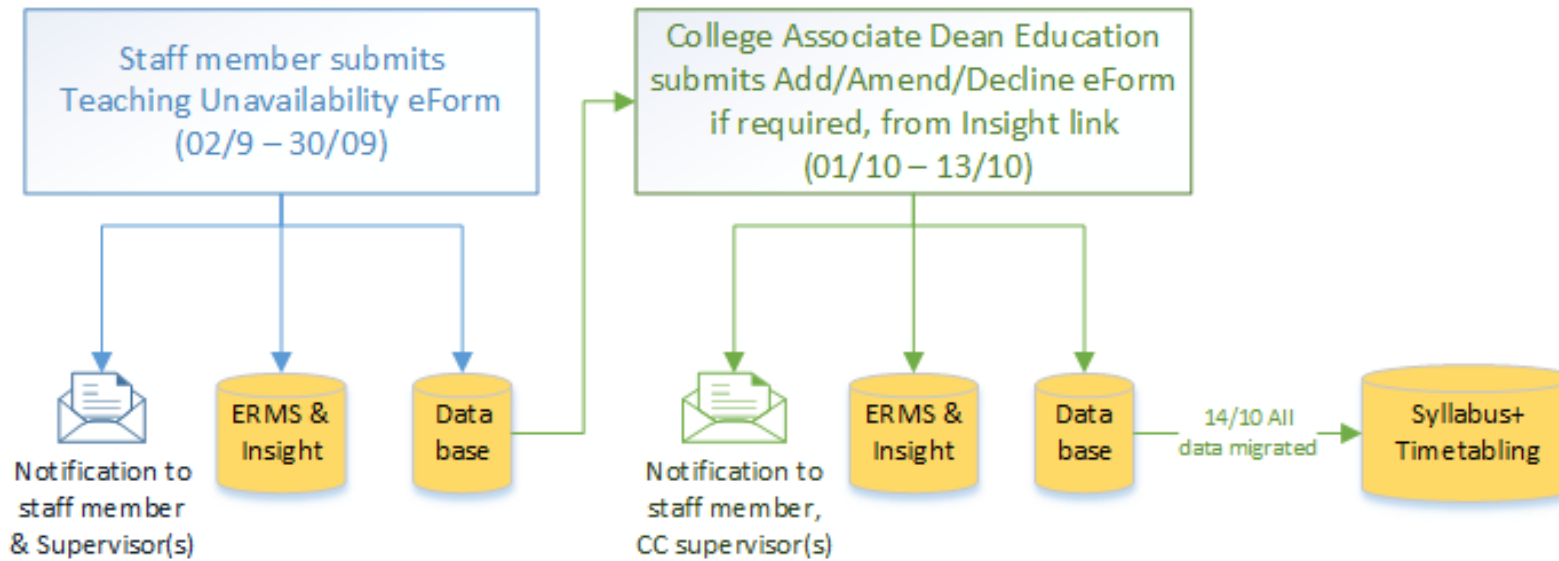 Staff member submits
Teaching Unavailability eForm
(02/9 – 30/09)
College Associate Dean Education
submits Add/Amend/Decline eForm
if required, from Insight link
(01/10 – 13/10)
Notification to
staff member
& Supervisor(s)
ERMS &
Insight
Data
base
Notification to
staff member,
CC supervisor(s)
ERMS &
Insight
Data
base
14/10 All
data migrated
Syllabus+
Timetabling